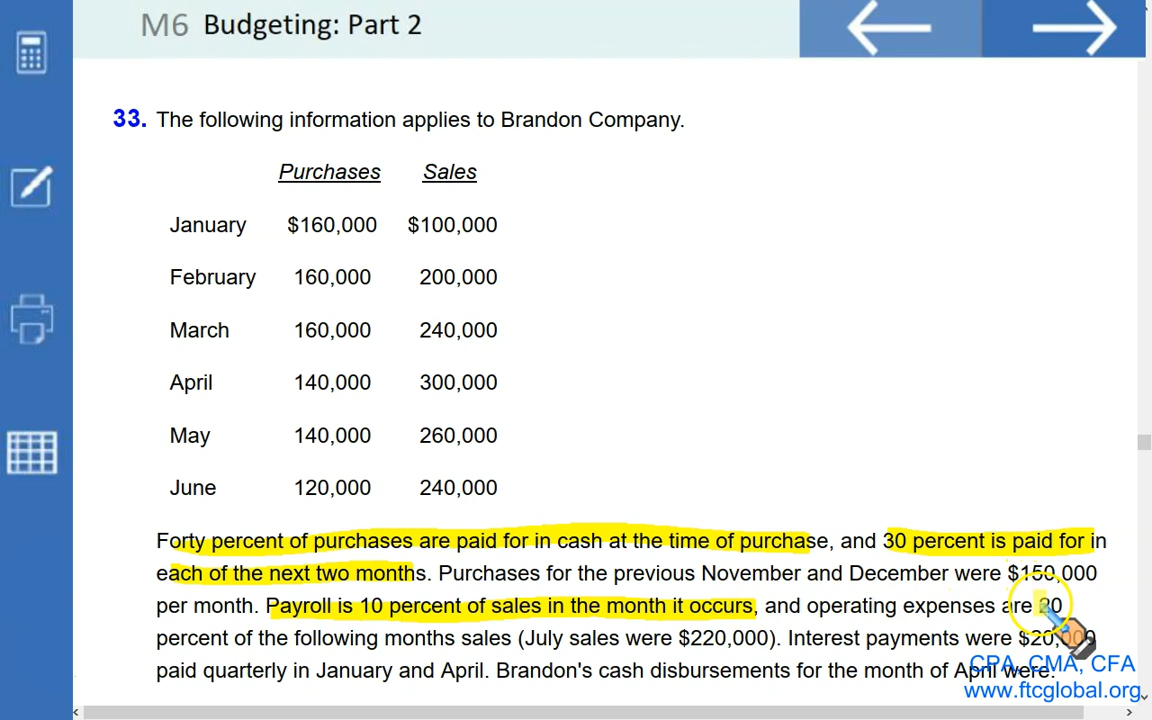 M6 Budgeting: Part 2
33. The following information applies to Brandon Company.
Purchases Sales
January $160,000 $100,000
February 160,000 200,000
March 160,000 240,000
April 140,000 300,000
May 140,000 260,000
June 120,000 240,000
Forty percent of purchases are paid for in cash at the time of purchase, and 30 percent is paid for in
each of the next two months. Purchases for the previous November and December were $150,000
per month. Payroll is 10 percent of sales in the month it occurs, and operating expenses are 20
percent of the following months sales (July sales were $220,000). Interest payments were $20,000
paid quarterly in January and April. Brandon's cash disbursements for the month of April were:
CPA, CMA, CFA
www.ftcglobal.org